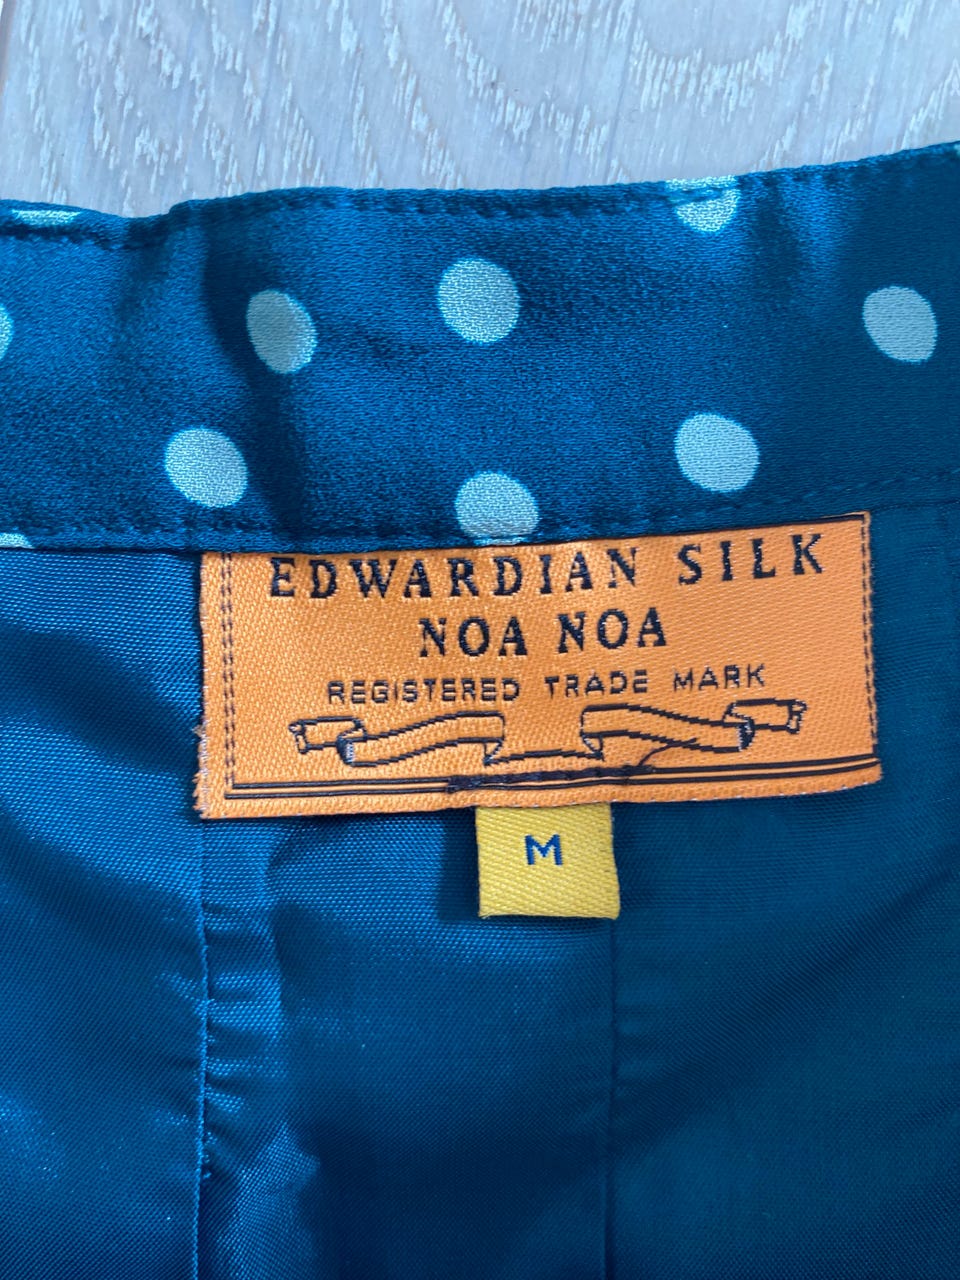 EDWARDIAN SILK
NOA NOA
REGISTERED TRADE MARK
M